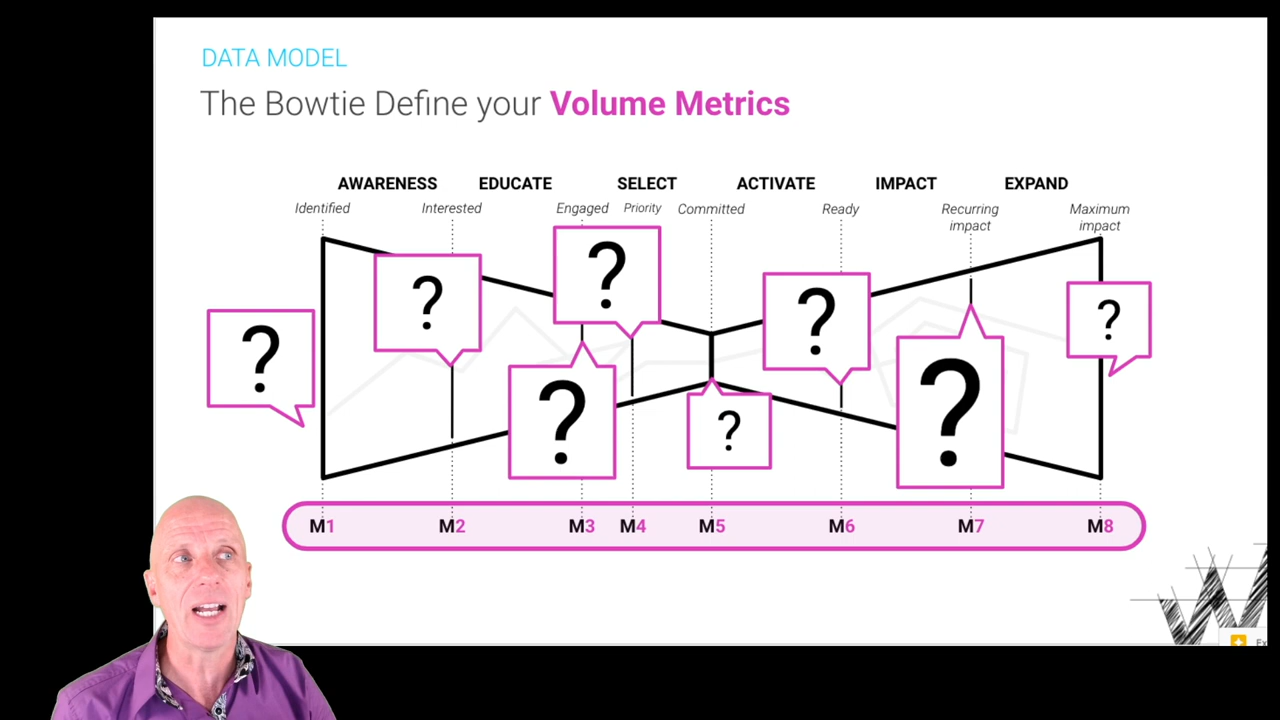 DATA MODEL
The Bowtie Define your Volume Metrics
AWARENESS EDUCATE SELECT ACTIVATE IMPACT EXPAND
Identified Interested Engaged Priority Committed Ready Recurring impact Maximum impact
? ? ? ? ? ? ? ?
M1 M2 M3 M4 M5 M6 M7 M8